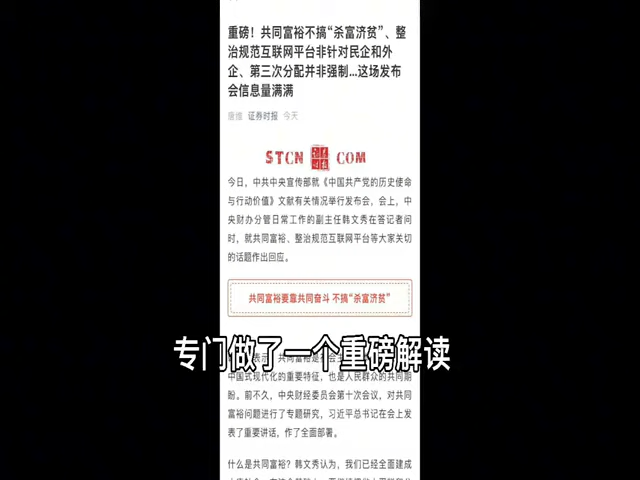 重磅！共同富裕不搞“杀富济贫”、整
治规范互联网平台非针对民企和外
企、第三次分配并非强制...这场发布
会信息量满满
证券时报 今天
STCN
COM
今日，中共中央宣传部就《中国共产党的历史使命
与行动价值》文献有关情况举行发布会，会上，中
央财办分管日常工作的副主任韩文秀在答记者问
时，就共同富裕、整治规范互联网平台等大家关切
的话题作出回应。
共同富裕要靠共同奋斗 不搞“杀富济贫”
专门做了一个重磅解读
中国式现代化的重要特征，也是人民群众的共同期
盼。前不久，中央财经委员会第十次会议，对共同
富裕问题进行了专题研究，习近平总书记在会上发
表了重要讲话，作了全面部署。
什么是共同富裕？韩文秀认为，我们已经全面建成